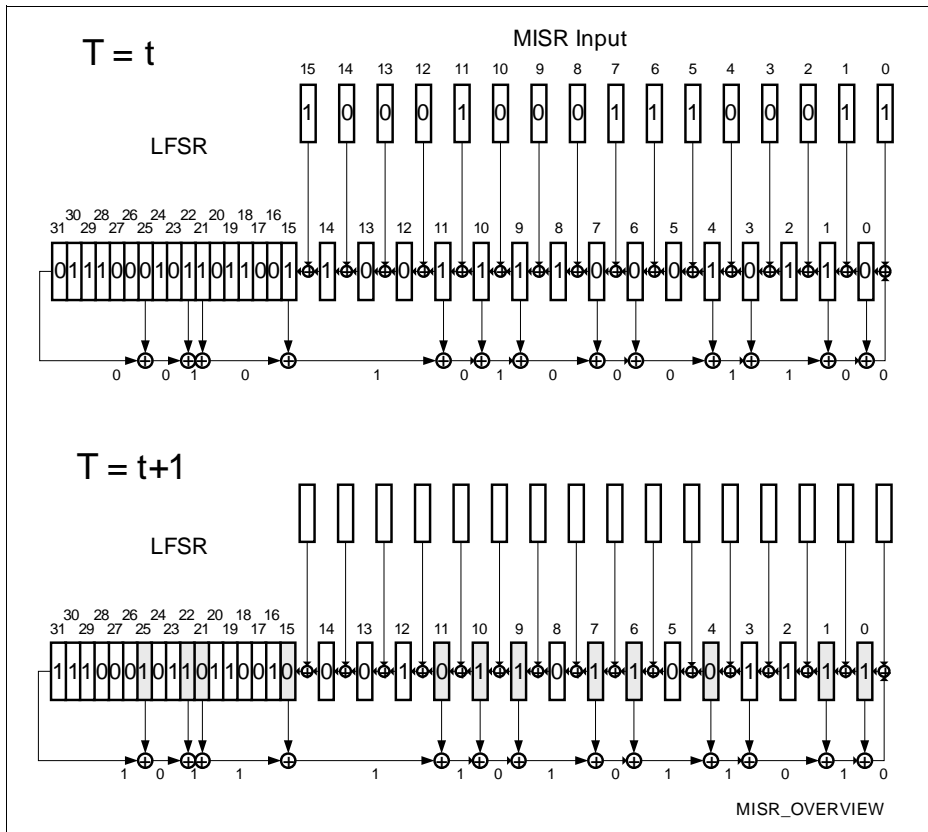 T = t
MISR Input
15 14 13 12 11 10 9 8 7 6 5 4 3 2 1 0
1 0 0 0 1 0 0 0 1 1 1 0 0 0 1 1
LFSR
30 28 26 24 22 20 18 16
31 29 27 25 23 21 19 17 15 14 13 12 11 10 9 8 7 6 5 4 3 2 1 0
0 1 1 1 0 0 0 1 0 1 1 0 1 1 0 0 1 1 0 0 1 1 1 1 0 0 0 1 0 1 1 0
0 0 1 0 1 0 1 0 0 0 1 1 0 0
T = t+1
LFSR
30 28 26 24 22 20 18 16
31 29 27 25 23 21 19 17 15 14 13 12 11 10 9 8 7 6 5 4 3 2 1 0
1 1 1 0 0 0 1 0 1 1 0 1 1 0 0 1 0 0 0 1 0 1 1 0 1 1 0 0 1 1 1 1
1 0 1 1 1 1 0 1 0 1 1 0 1 0
MISR_OVERVIEW